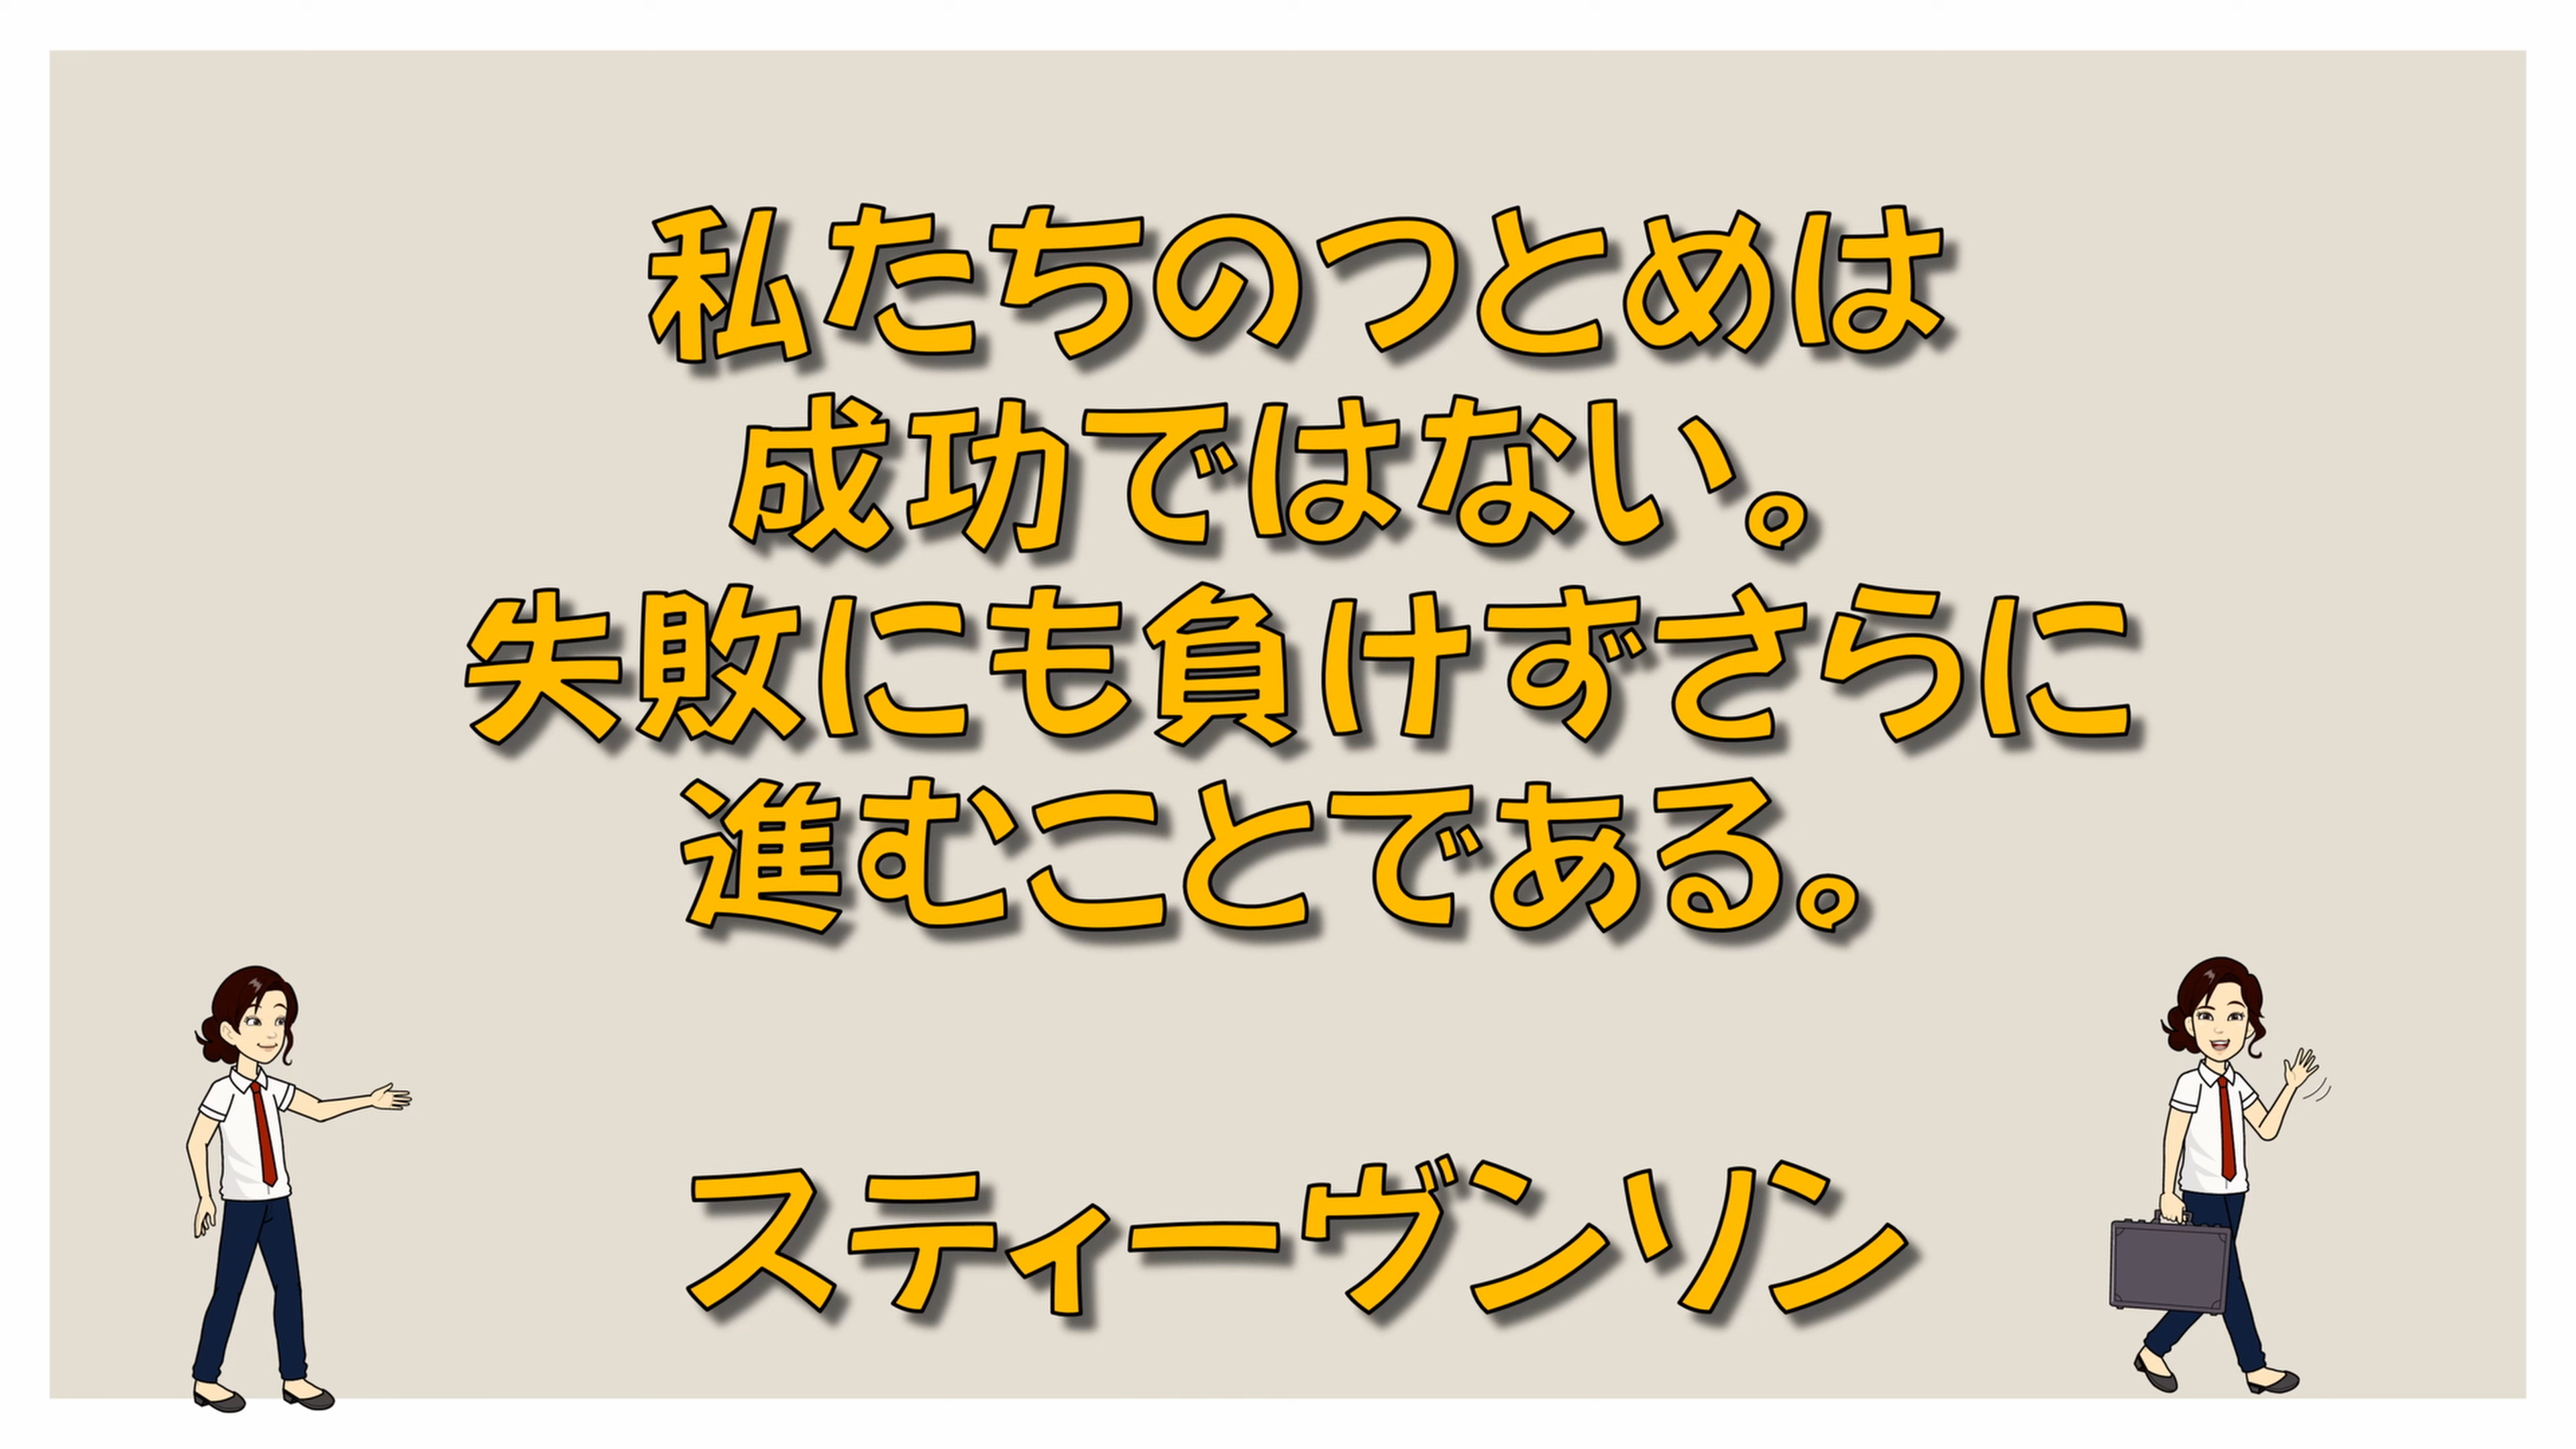 私たちのつとめは
成功ではない。
失敗にも負けずさらに
進むことである。
スティーヴンソン